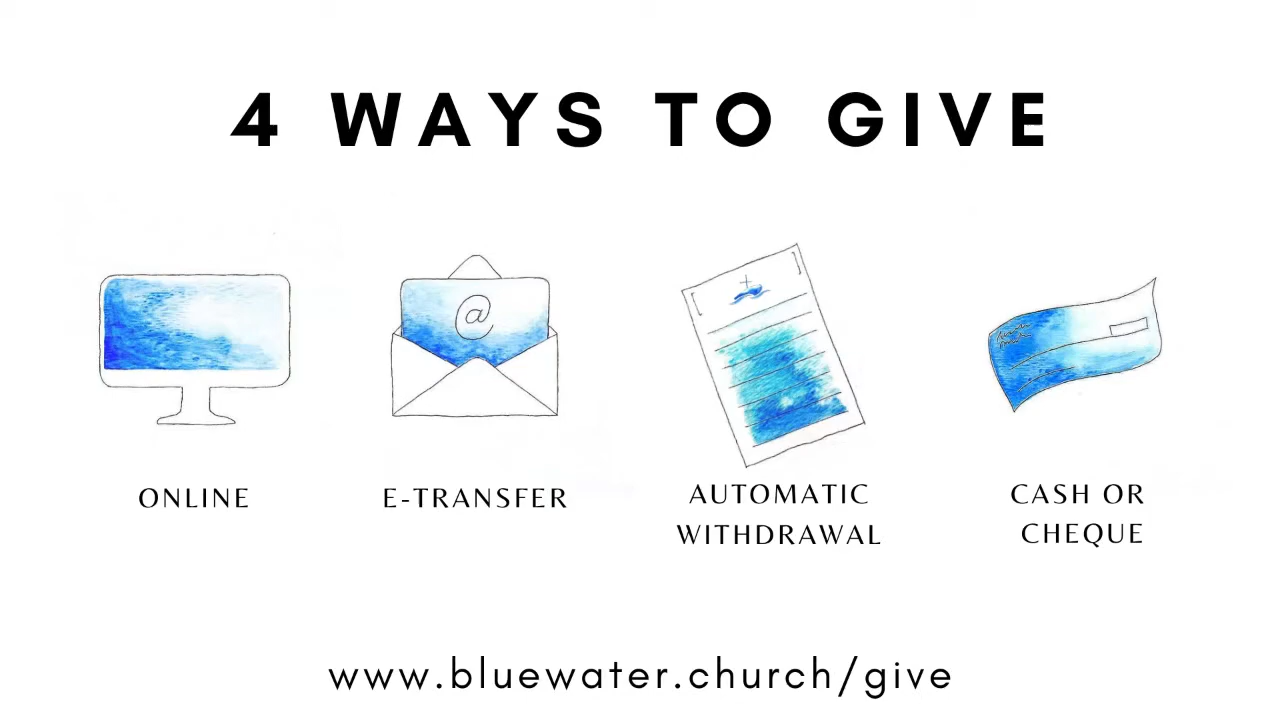 4 WAYS TO GIVE
@
ONLINE
E-TRANSFER
AUTOMATIC
WITHDRAWAL
CASH OR
CHEQUE
www.bluewater.church/give